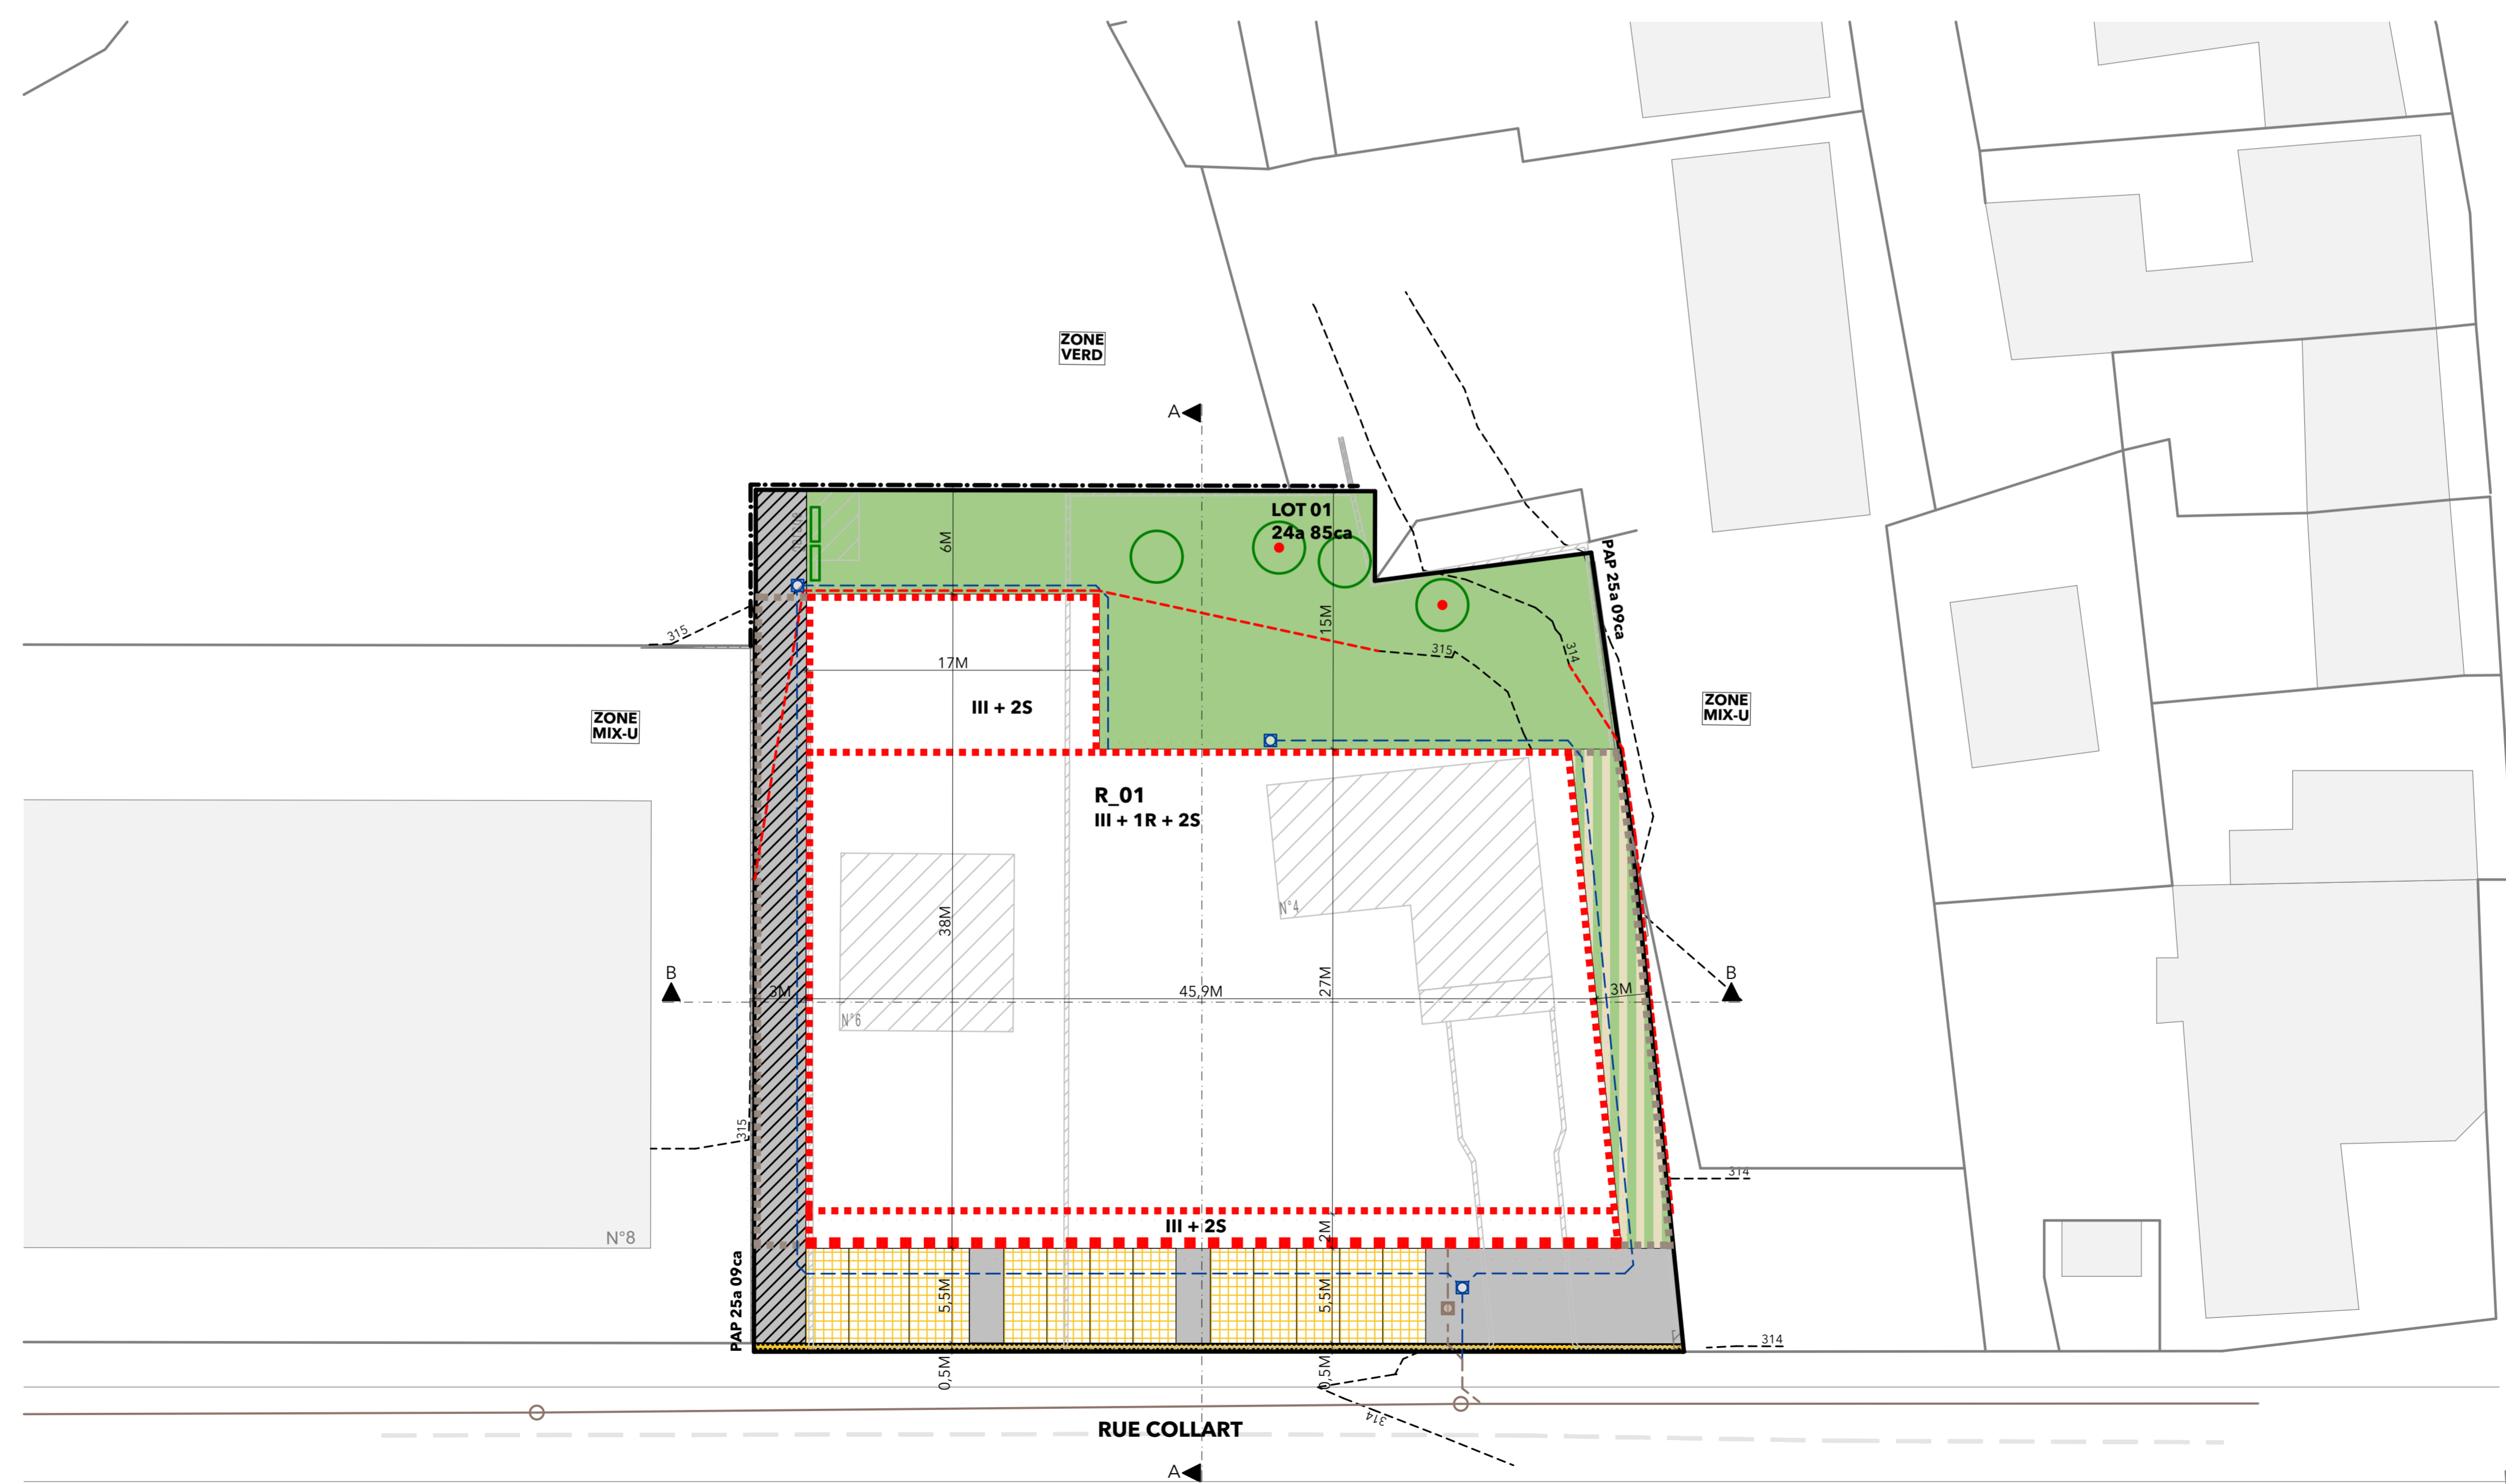 ZONE
VERD
A
LOT 01
24a 85ca
6M
PAP 25a 09ca
15M
315
315
314
17M
III + 2S
ZONE
MIX-U
ZONE
MIX-U
R_01
III + 1R + 2S
N°4
38M
27M
B
B
3M
45,9M
3M
N°6
315
314
III + 2S
2M
N°8
PAP 25a 09ca
5,5M
5,5M
314
0,5M
0,5M
314
RUE COLLART
A